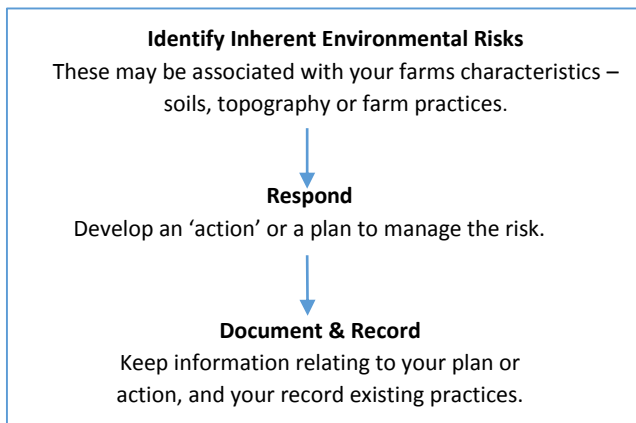 Identify Inherent Environmental Risks
These may be associated with your farms characteristics –
soils, topography or farm practices.
Respond
Develop an ‘action’ or a plan to manage the risk.
Document & Record
Keep information relating to your plan or
action, and your record existing practices.